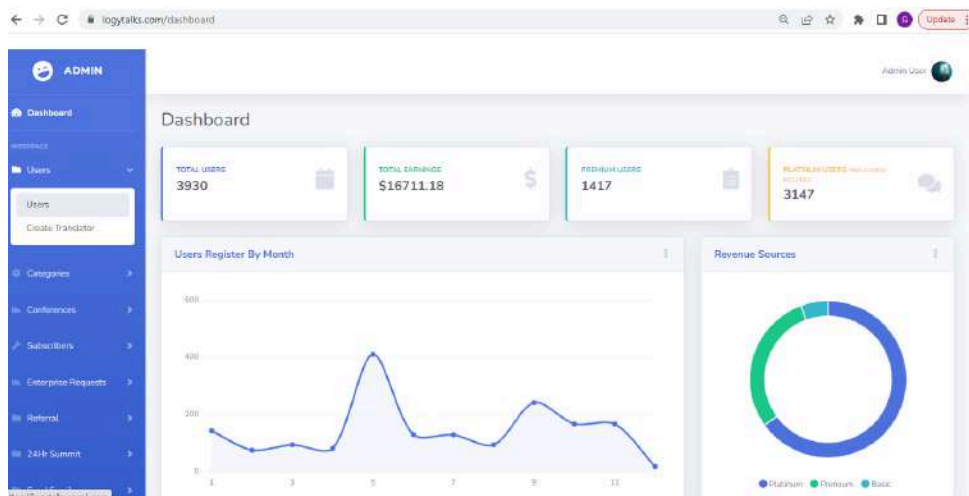 logytalks.com/dashboard
G
Update
ADMIN
Admin User
Dashboard
Dashboard
INTERFACE
Users
Users
Create Translator
Categories
Conferences
Subscribers
Enterprise Requests
Referral
24Hr Summit
TOTAL USERS
3930
TOTAL EARNINGS
$16711.18
PREMIUM USERS
1417
PLATINUM USERS
3147
Users Register By Month
600
400
200
0
1
3
5
7
9
11
Revenue Sources
Platinum
Premium
Basic